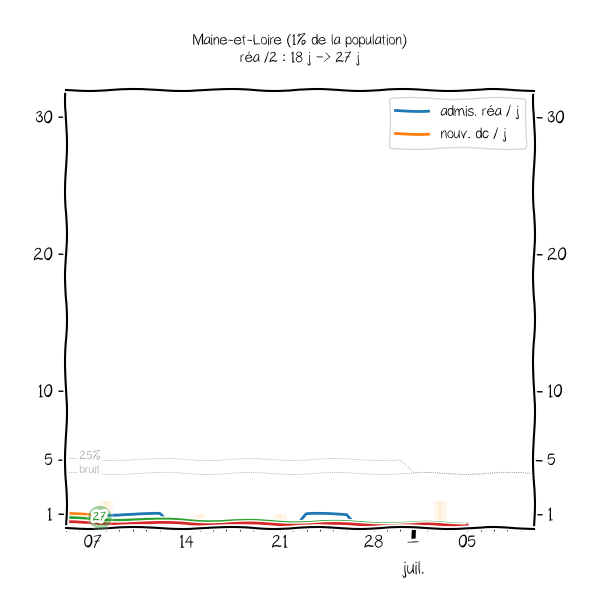 Maine-et-Loire (1% de la population)
réa /2 : 18 j -> 27 j
admis. réa / j
nouv. dc / j
30
30
20
20
10
10
5
25%
5
bruit
1
27
1
07
14
21
28
05
juil.